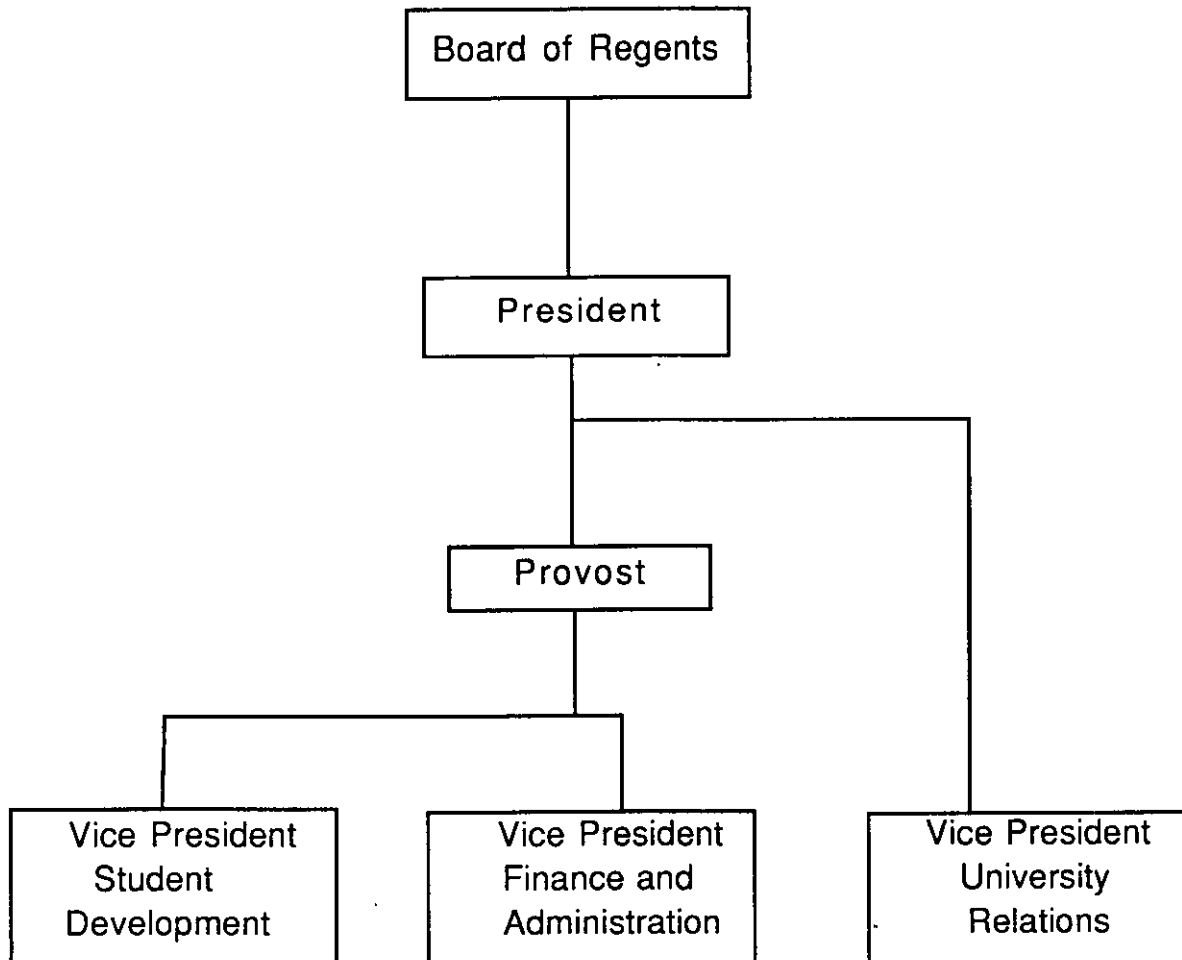 Board of Regents
President
Provost
Vice President
Student
Development
Vice President
Finance and
Administration
Vice President
University
Relations